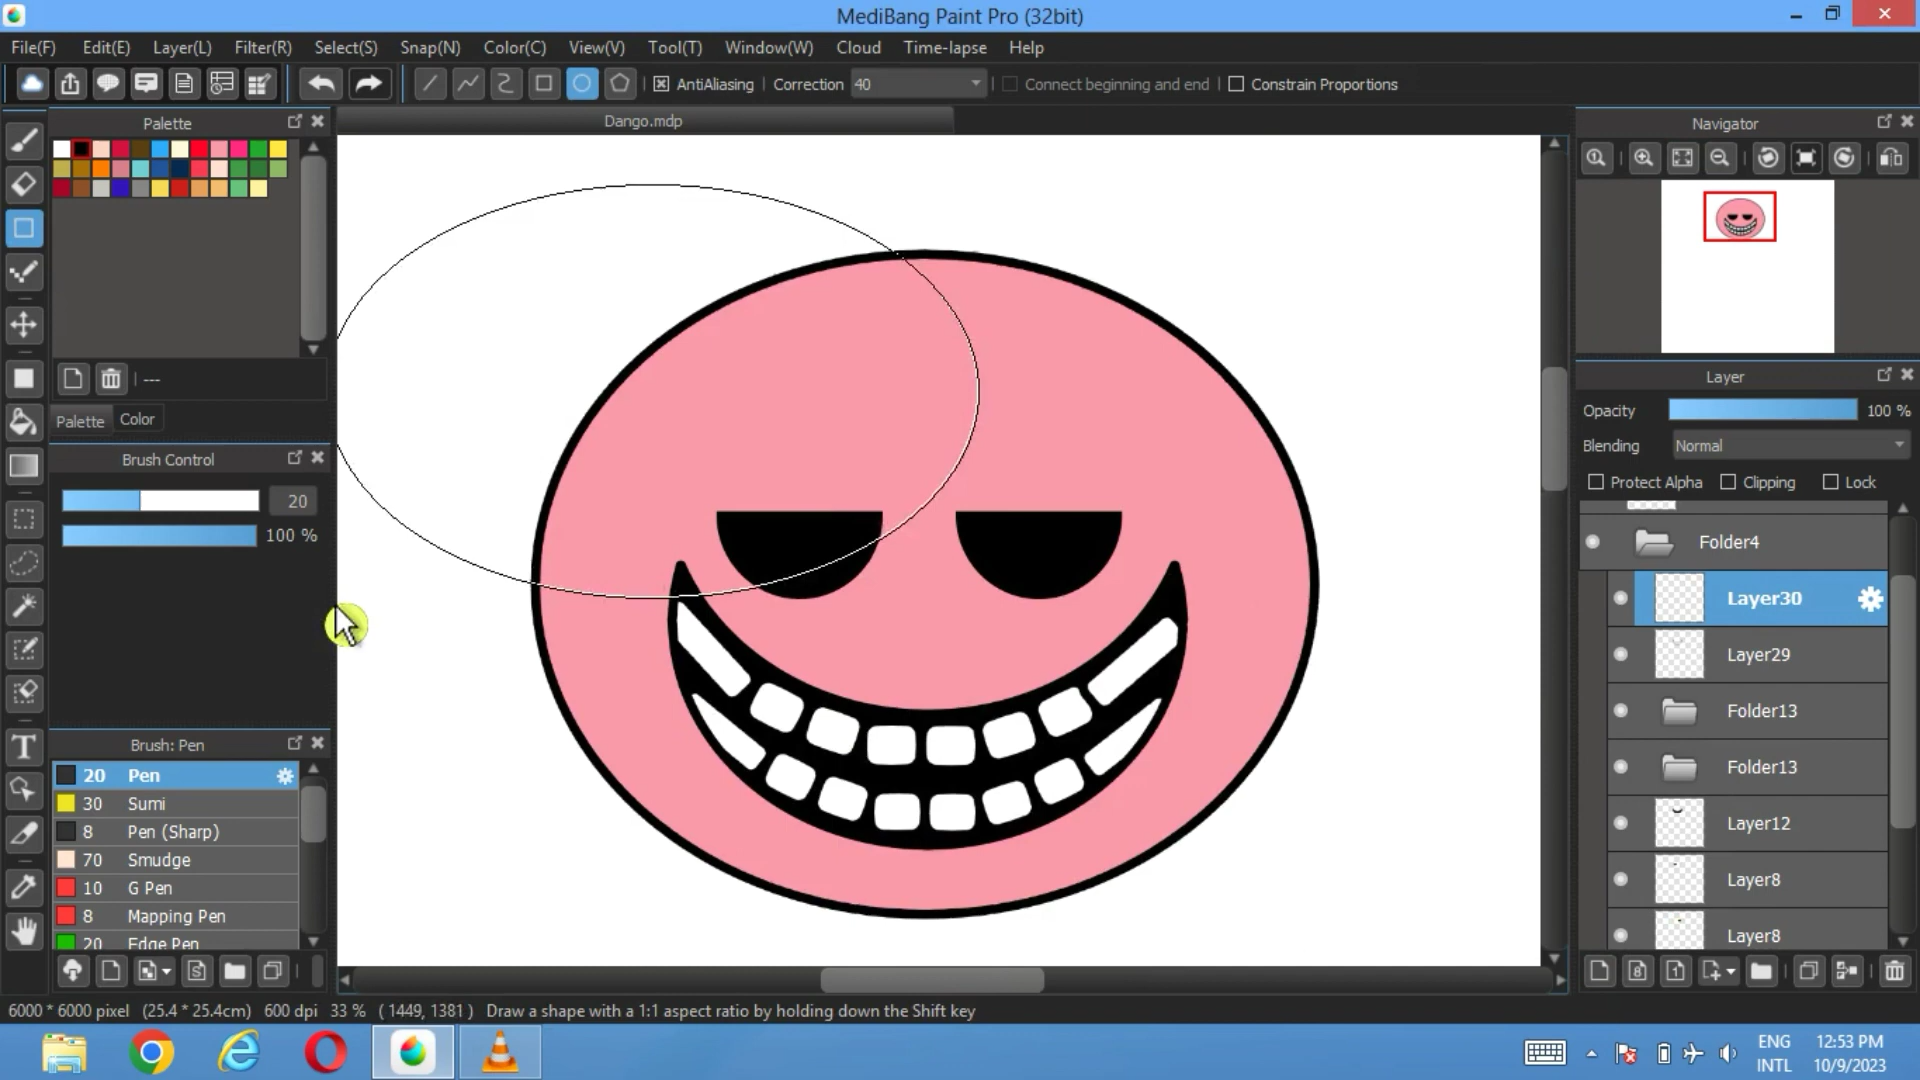 MediBang Paint Pro (32bit)
File(F) Edit(E) Layer(L) Filter(R) Select(S) Snap(N) Color(C) View(V) Tool(T) Window(W) Cloud Time-lapse Help
AntiAliasing Correction 40 Connect beginning and end Constrain Proportions
Palette
Dango.mdp
Navigator
---
Palette Color
Brush Control
20
100 %
Brush: Pen
20 Pen
30 Sumi
8 Pen (Sharp)
70 Smudge
10 G Pen
8 Mapping Pen
20 Edge Pen
Layer
Opacity 100 %
Blending Normal
Protect Alpha Clipping Lock
Folder4
Layer30
Layer29
Folder13
Folder13
Layer12
Layer8
Layer8
6000 * 6000 pixel (25.4 * 25.4cm) 600 dpi 33 % ( 1449, 1381 ) Draw a shape with a 1:1 aspect ratio by holding down the Shift key
ENG 12:53 PM
INTL 10/9/2023